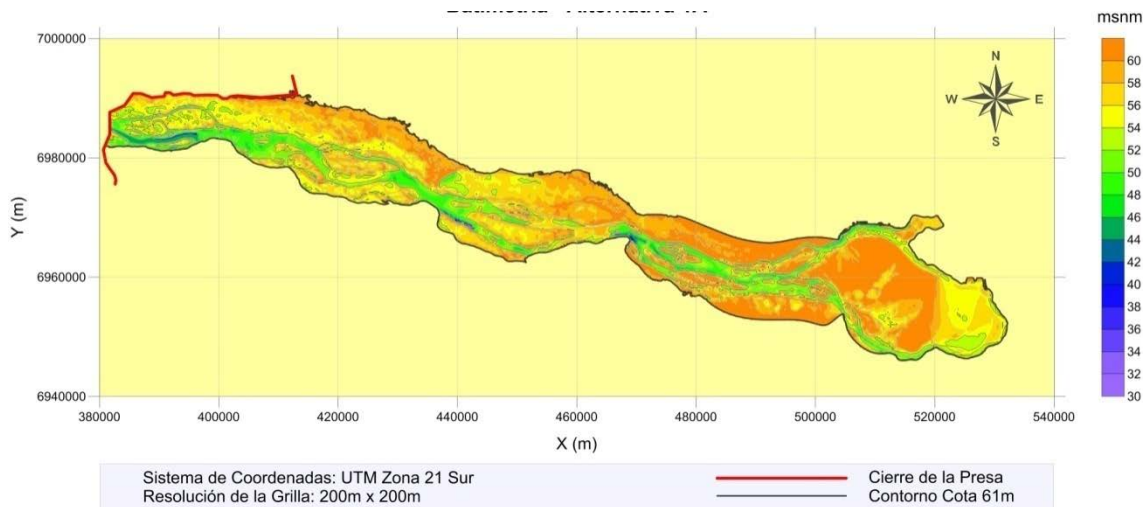 msnm
7000000
6980000
6960000
6940000
Y (m)
N
W
E
S
60
58
56
54
52
50
48
46
44
42
40
38
36
34
32
30
380000
400000
420000
440000
460000
480000
500000
520000
540000
X (m)
Sistema de Coordenadas: UTM Zona 21 Sur
Cierre de la Presa
Resolución de la Grilla: 200m x 200m
Contorno Cota 61m